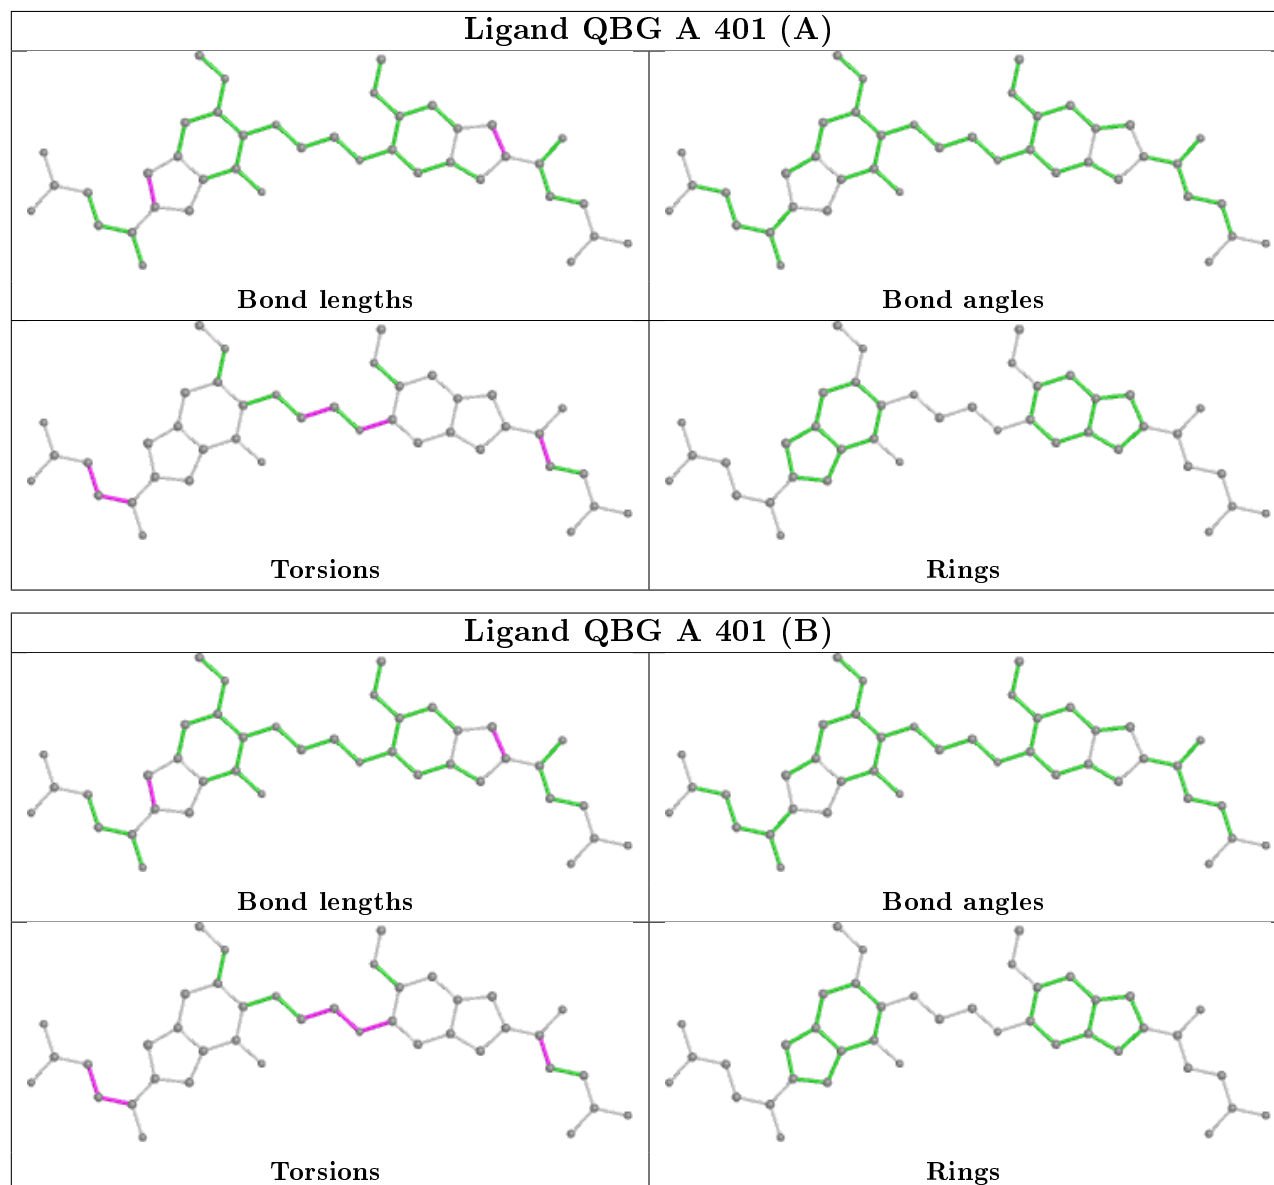 Ligand QBG A 401 (A)
Bond lengths
Bond angles
Torsions
Rings
Ligand QBG A 401 (B)
Bond lengths
Bond angles
Torsions
Rings